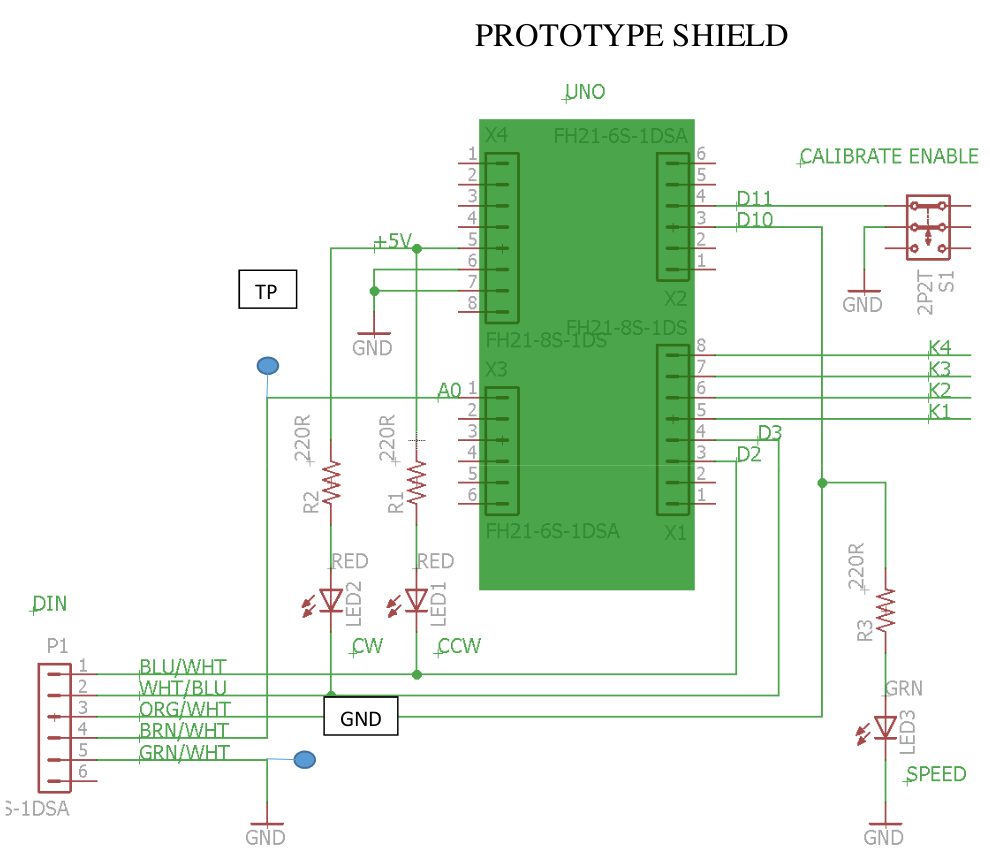 PROTOTYPE SHIELD
UNO
X4
FH21-6S-1DSA
1
2
3
4
5
6
7
8
6
5
4
3
2
1
D11
D10
CALIBRATE ENABLE
+5V
TP
GND
X2
GND
2P2T
S1
FH21-8S-1DS
FH21-8S-1DS
X3
A0
1
2
3
4
5
6
8
7
6
5
4
3
2
1
K4
K3
K2
K1
D3
D2
220R
R2
220R
R1
FH21-6S-1DSA
X1
RED
LED2
RED
LED1
220R
R3
DIN
P1
CW
CCW
1
2
3
4
5
6
BLU/WHT
WHT/BLU
ORG/WHT
BRN/WHT
GRN/WHT
GND
GRN
LED3
SPEED
S-1DSA
GND
GND